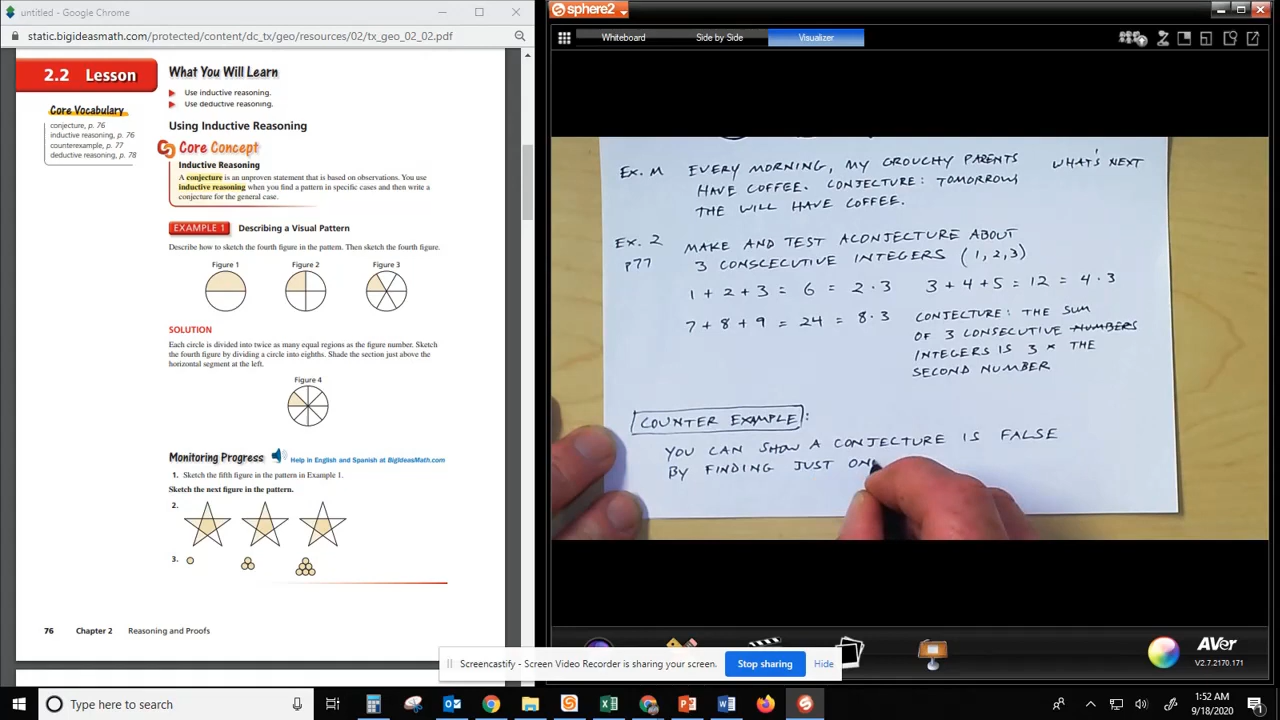 untitled
static.bigideasmath.com/protected/content/dc_tx/geo/resources/02/tx_geo_02_02.pdf
2.2 Lesson
What You Will Learn
Use inductive reasoning.
Use deductive reasoning.
Core Vocabulary
conjecture, p. 76
inductive reasoning, p. 76
counterexample, p. 77
deductive reasoning, p. 78
Using Inductive Reasoning
Core Concept
Inductive Reasoning
A conjecture is an unproven statement that is based on observations. You use
inductive reasoning when you find a pattern in specific cases and then write a
conjecture for the general case.
EXAMPLE 1 Describing a Visual Pattern
Describe how to sketch the fourth figure in the pattern. Then sketch the fourth figure.
Figure 1 Figure 2 Figure 3
SOLUTION
Each circle is divided into twice as many equal regions as the figure number. Sketch
the fourth figure by dividing a circle into eighths. Shade the section just above the
horizontal segment at the left.
Figure 4
Monitoring Progress Help in English and Spanish at BigIdeasMath.com
1. Sketch the fifth figure in the pattern in Example 1.
Sketch the next figure in the pattern.
2.
3.
76 Chapter 2 Reasoning and Proofs
sphere2
Whiteboard Side by Side Visualizer
EX. M EVERY MORNING, MY GROUCHY PARENTS WHAT'S NEXT
HAVE COFFEE. CONJECTURE: TOMORROW
THE WILL HAVE COFFEE.
EX. 2 MAKE AND TEST ACONJECTURE ABOUT
P77 3 CONSCECUTIVE INTEGERS (1, 2, 3)
1 + 2 + 3 = 6 = 2 · 3 3 + 4 + 5 = 12 = 4 · 3
7 + 8 + 9 = 24 = 8 · 3 CONJECTURE: THE SUM
OF 3 CONSECUTIVE NUMBERS
INTEGERS IS 3 × THE
SECOND NUMBER
COUNTER EXAMPLE:
YOU CAN SHOW A CONJECTURE IS FALSE
BY FINDING JUST ON
AVer
V2.7.2170.171
Screencastify - Screen Video Recorder is sharing your screen. Stop sharing Hide
Type here to search
1:52 AM
9/18/2020